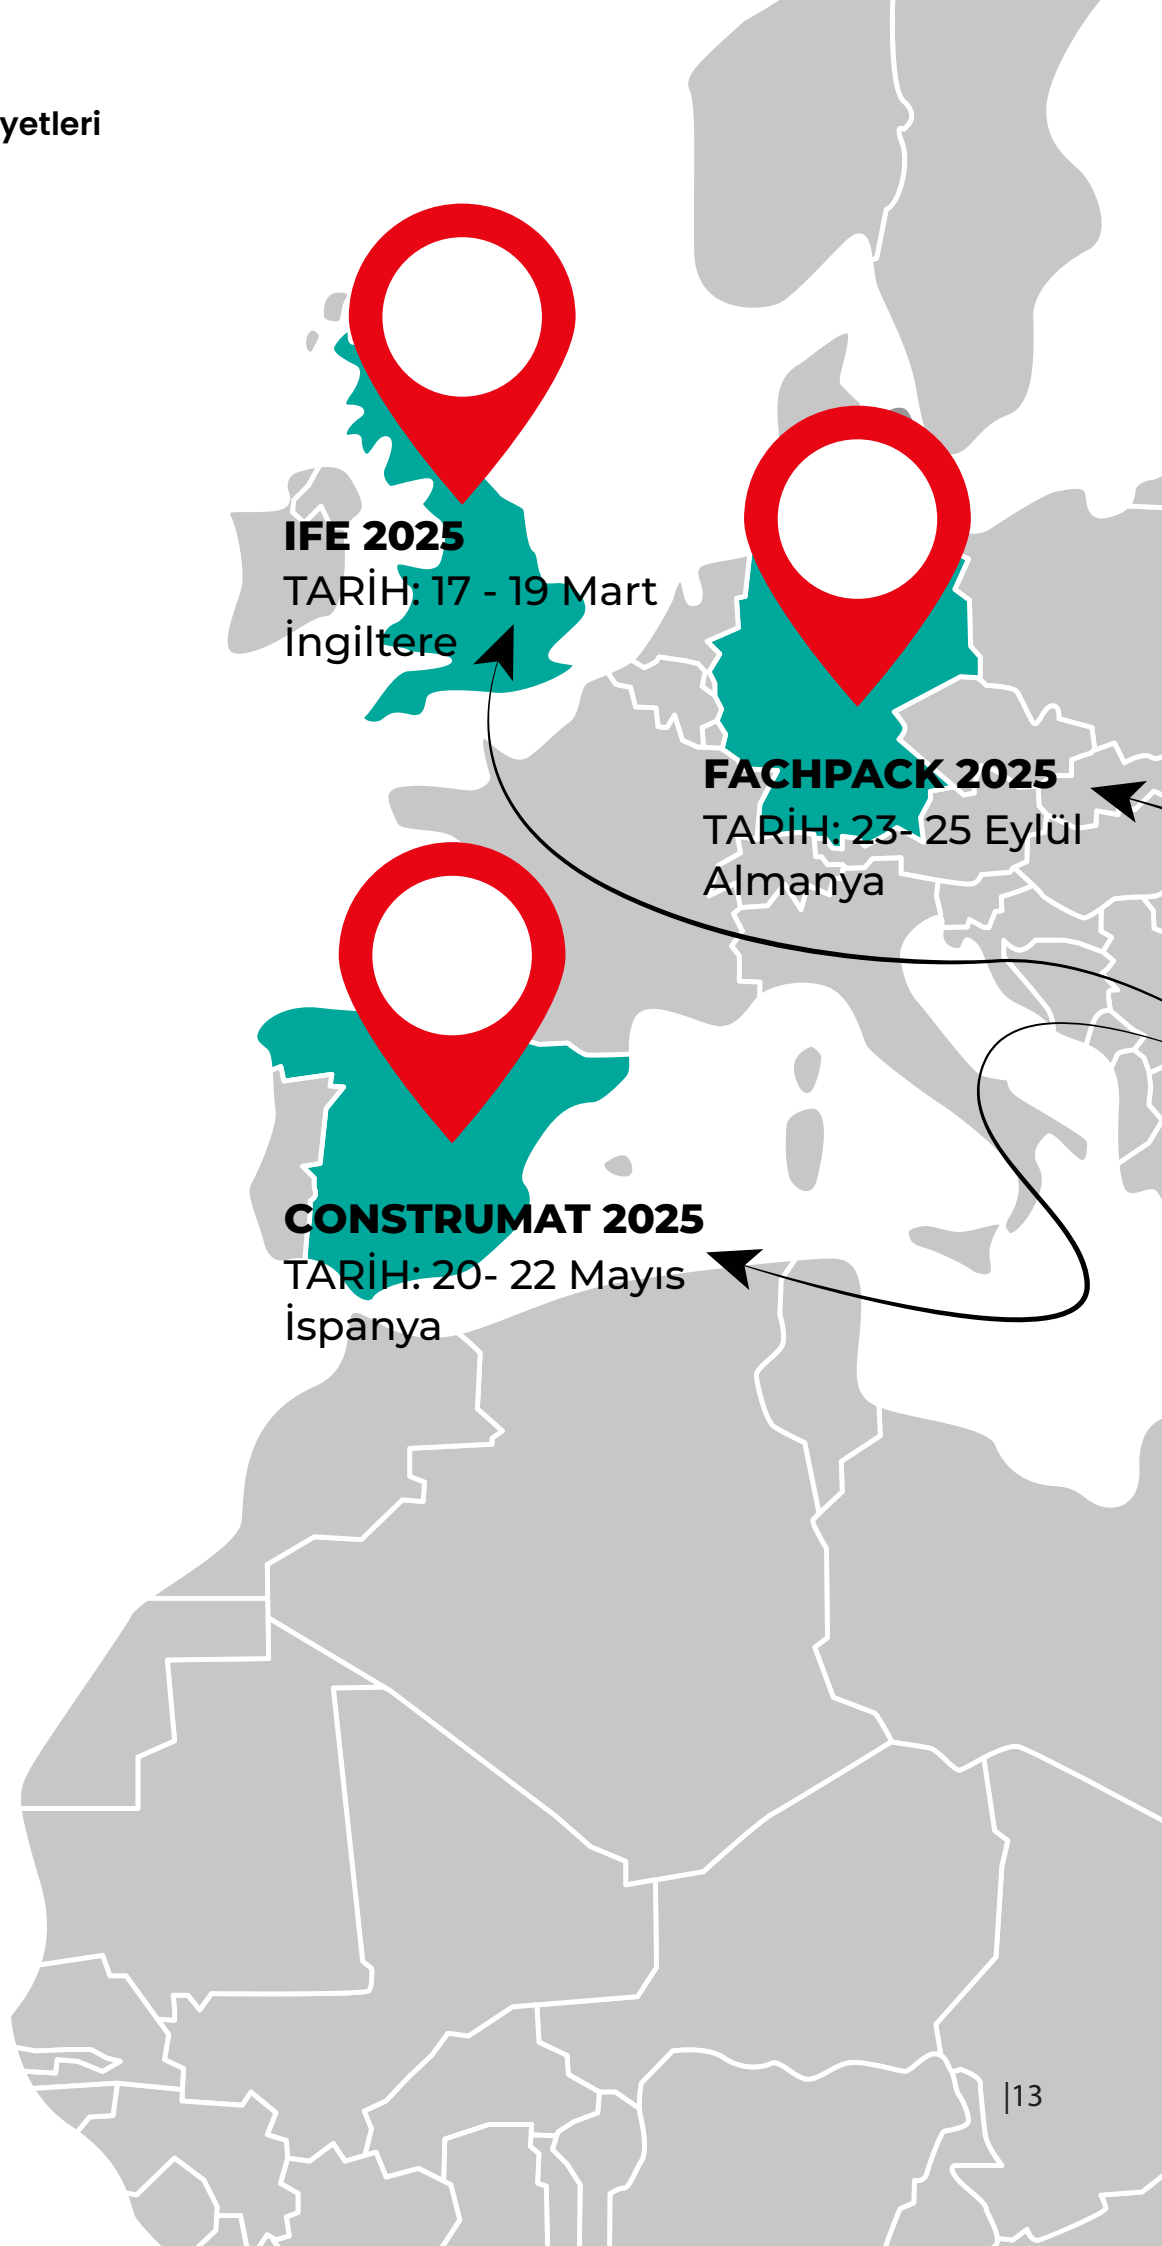 yetleri
IFE 2025
TARİH: 17 - 19 Mart
İngiltere
FACHPACK 2025
TARİH: 23- 25 Eylül
Almanya
CONSTRUMAT 2025
TARİH: 20- 22 Mayıs
İspanya
|13